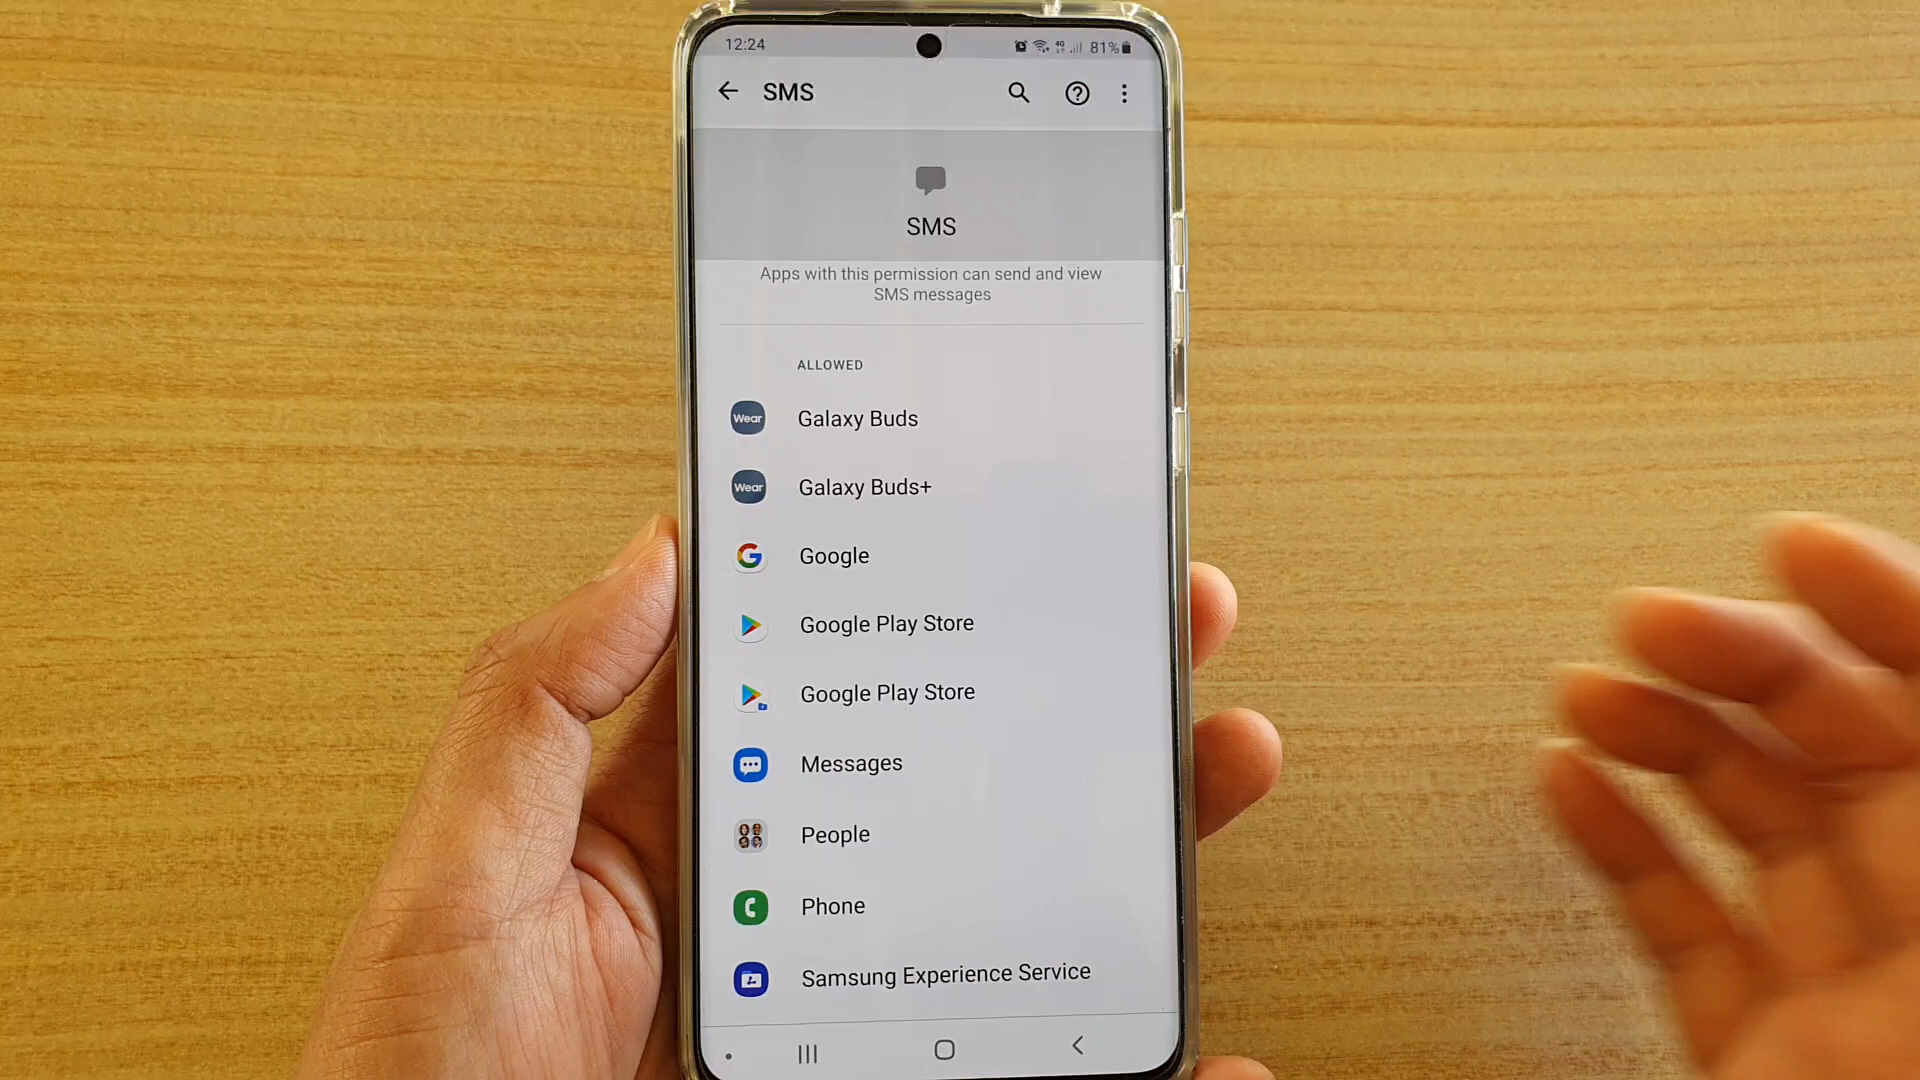 12:24
4G 81%
SMS
SMS
Apps with this permission can send and view
SMS messages
ALLOWED
Wear Galaxy Buds
Wear Galaxy Buds+
Google
Google Play Store
Google Play Store
Messages
People
Phone
Samsung Experience Service